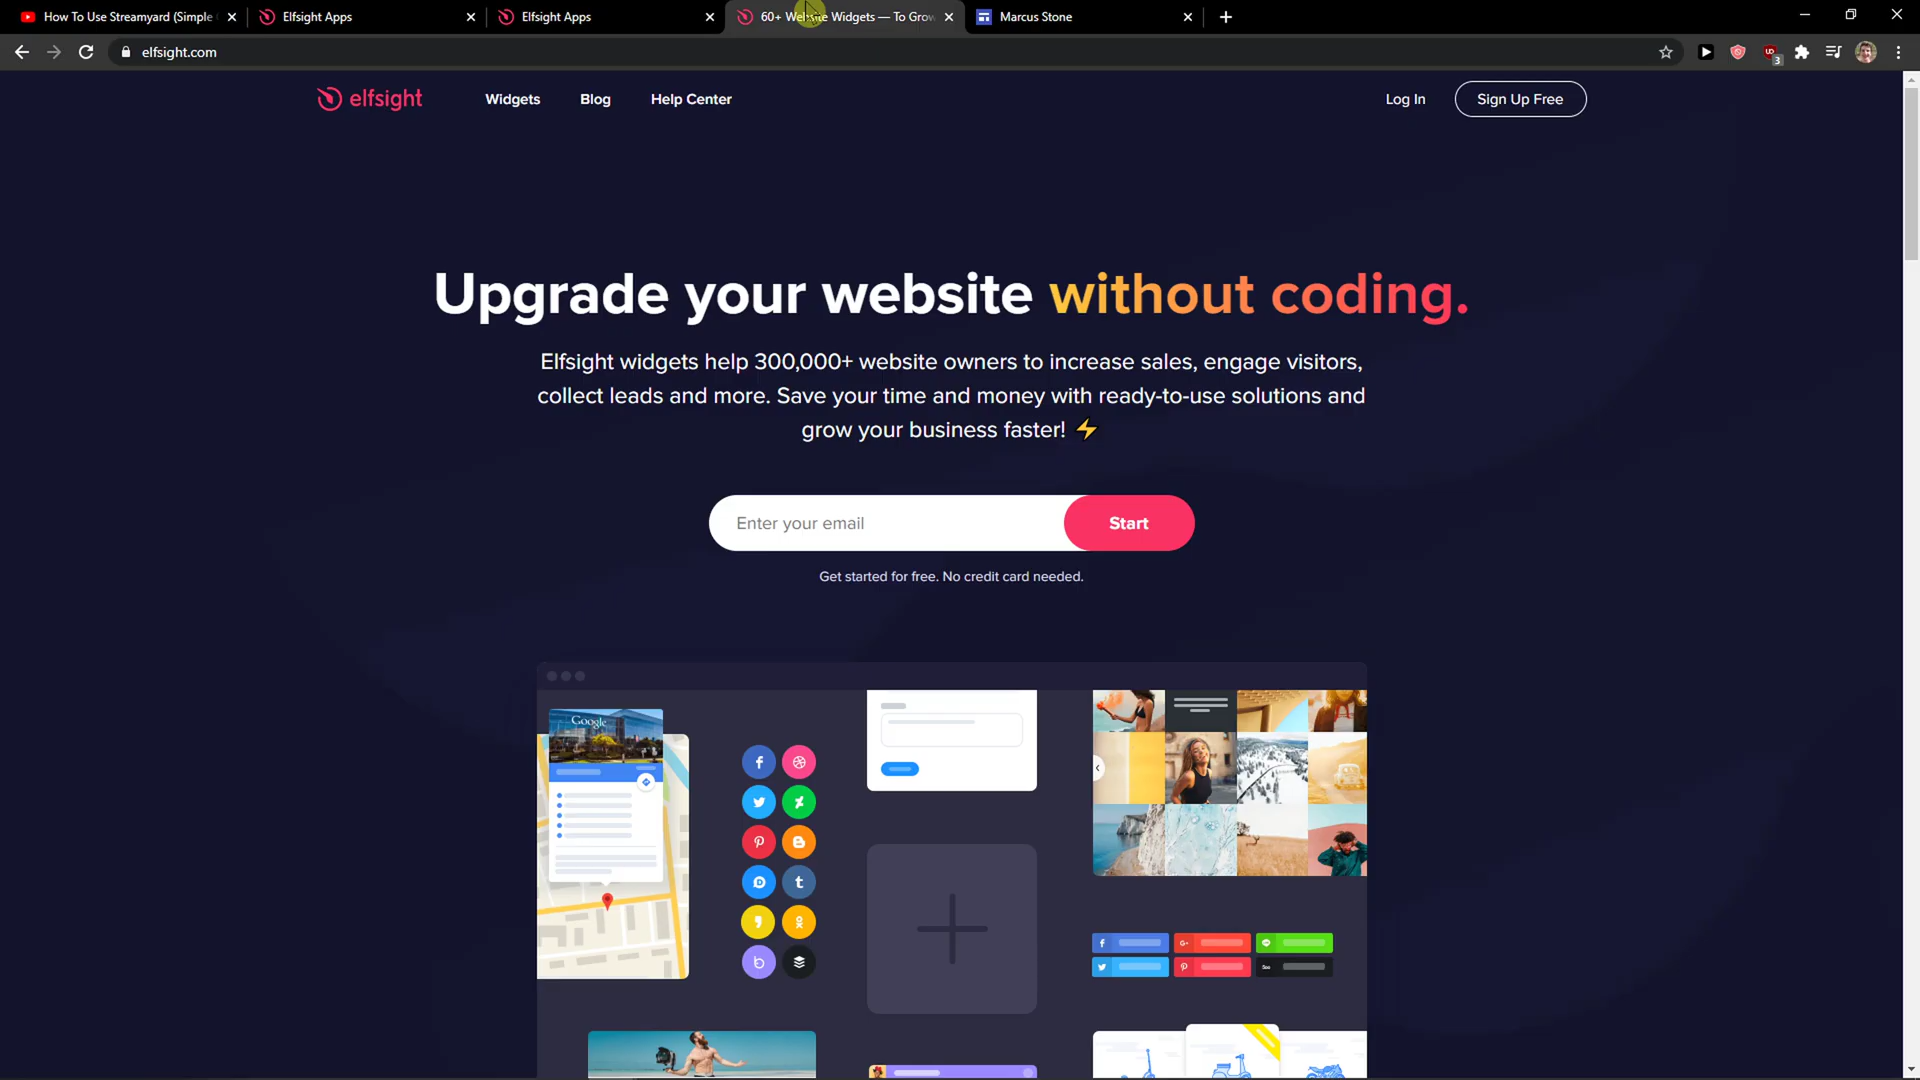 How To Use Streamyard (Simple
Elfsight Apps
Elfsight Apps
60+ Website Widgets — To Grow
Marcus Stone
elfsight.com
3
elfsight
Widgets
Blog
Help Center
Log In
Sign Up Free
Upgrade your website without coding.
Elfsight widgets help 300,000+ website owners to increase sales, engage visitors,
collect leads and more. Save your time and money with ready-to-use solutions and
grow your business faster! ⚡
Enter your email
Start
Get started for free. No credit card needed.
Google